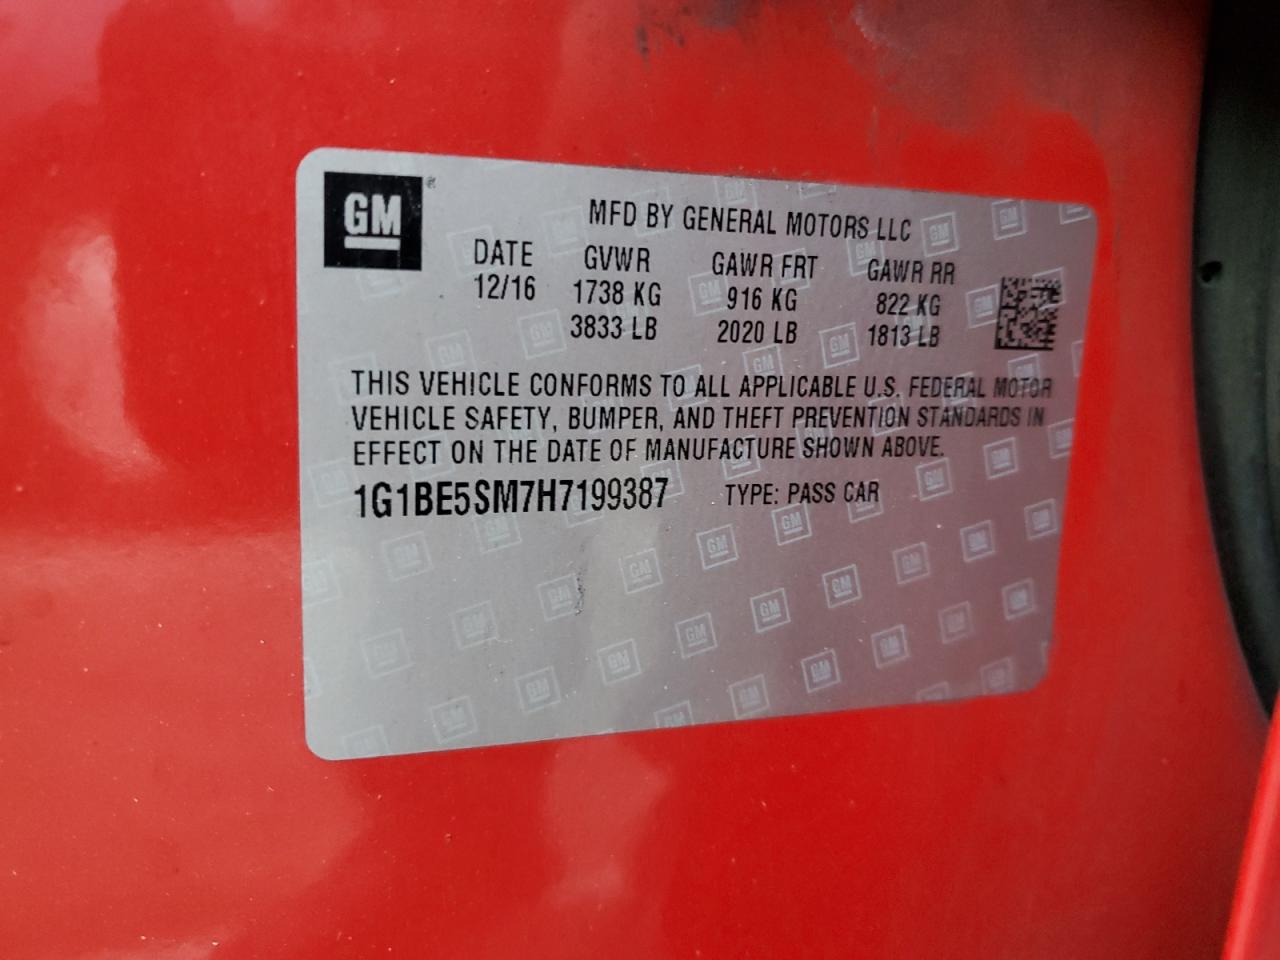 GM
MFD BY GENERAL MOTORS LLC
DATE GVWR GAWR FRT GAWR RR
12/16 1738 KG 916 KG 822 KG
3833 LB 2020 LB 1813 LB
THIS VEHICLE CONFORMS TO ALL APPLICABLE U.S. FEDERAL MOTOR
VEHICLE SAFETY, BUMPER, AND THEFT PREVENTION STANDARDS IN
EFFECT ON THE DATE OF MANUFACTURE SHOWN ABOVE.
1G1BE5SM7H7199387 TYPE: PASS CAR